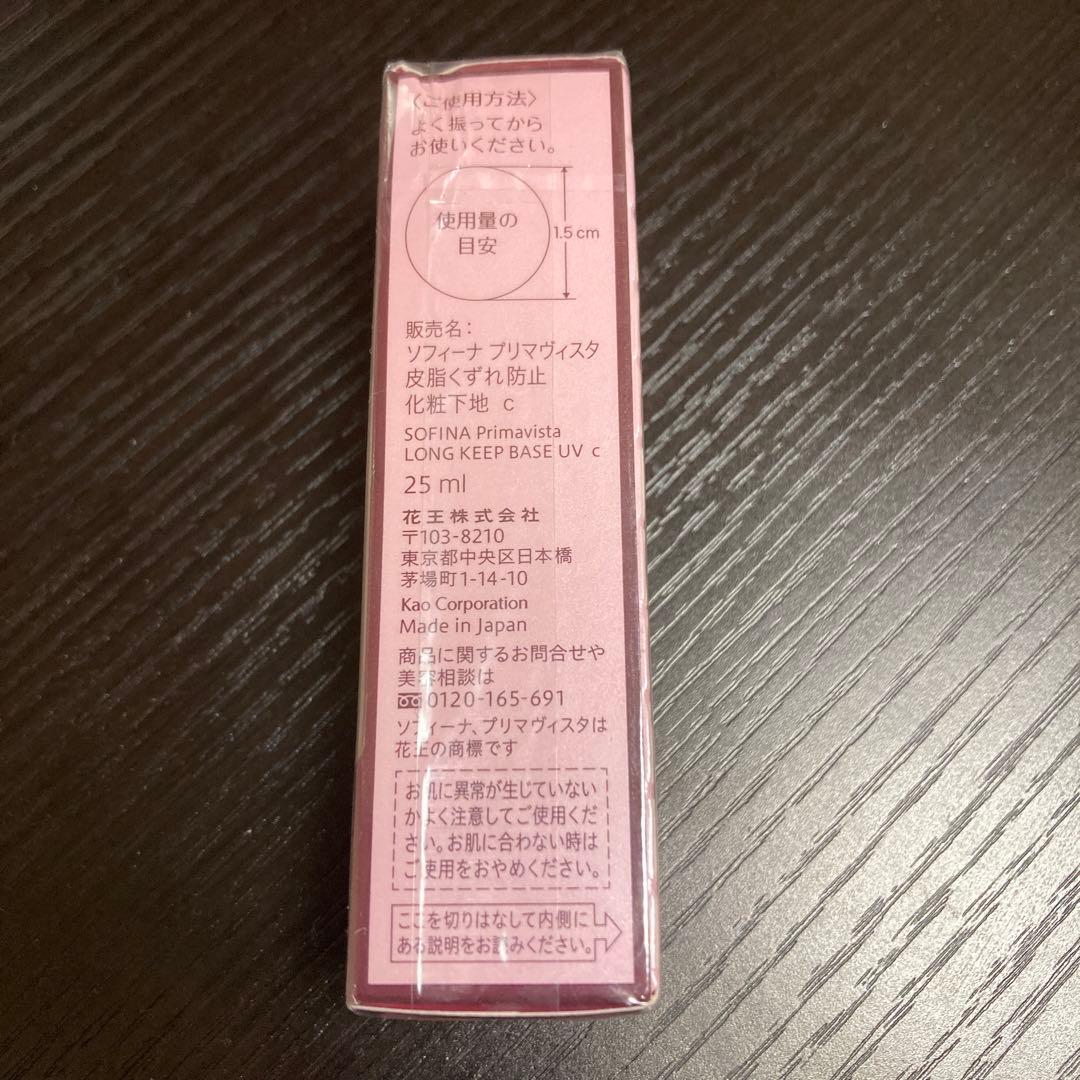 〈ご使用方法〉
よく振ってから
お使いください。
使用量の
目安
1.5cm
販売名：
ソフィーナ プリマヴィスタ
皮脂くずれ防止
化粧下地 c
SOFINA Primavista
LONG KEEP BASE UV c
25 ml
花王株式会社
〒103-8210
東京都中央区日本橋
茅場町1-14-10
Kao Corporation
Made in Japan
商品に関するお問合せや
美容相談は
0120-165-691
ソフィーナ、プリマヴィスタは
花王の商標です
お肌に異常が生じていない
かよく注意してご使用くだ
さい。お肌に合わない時は
ご使用をおやめください。
ここを切りはなして内側に
ある説明をお読みください。